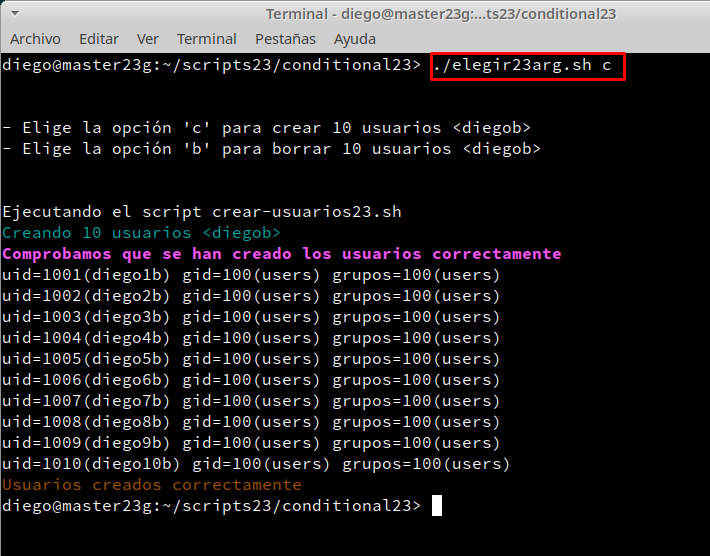 Terminal - diego@master23g:...ts23/conditional23
Archivo Editar Ver Terminal Pestañas Ayuda
diego@master23g:~/scripts23/conditional23> ./elegir23arg.sh c
- Elige la opción 'c' para crear 10 usuarios <diegob>
- Elige la opción 'b' para borrar 10 usuarios <diegob>
Ejecutando el script crear-usuarios23.sh
Creando 10 usuarios <diegob>
Comprobamos que se han creado los usuarios correctamente
uid=1001(diego1b) gid=100(users) grupos=100(users)
uid=1002(diego2b) gid=100(users) grupos=100(users)
uid=1003(diego3b) gid=100(users) grupos=100(users)
uid=1004(diego4b) gid=100(users) grupos=100(users)
uid=1005(diego5b) gid=100(users) grupos=100(users)
uid=1006(diego6b) gid=100(users) grupos=100(users)
uid=1007(diego7b) gid=100(users) grupos=100(users)
uid=1008(diego8b) gid=100(users) grupos=100(users)
uid=1009(diego9b) gid=100(users) grupos=100(users)
uid=1010(diego10b) gid=100(users) grupos=100(users)
Usuarios creados correctamente
diego@master23g:~/scripts23/conditional23>